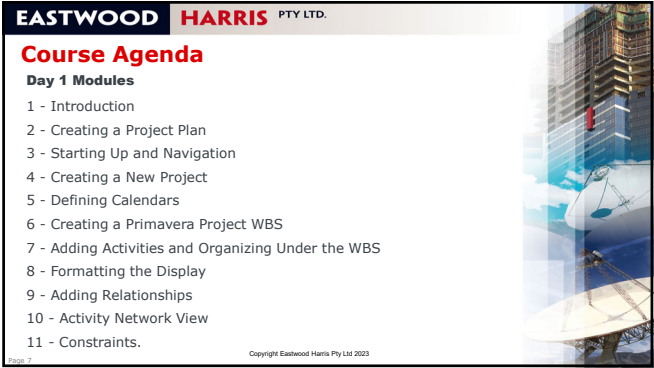 EASTWOOD HARRIS PTY LTD.
Course Agenda
Day 1 Modules
1 - Introduction
2 - Creating a Project Plan
3 - Starting Up and Navigation
4 - Creating a New Project
5 - Defining Calendars
6 - Creating a Primavera Project WBS
7 - Adding Activities and Organizing Under the WBS
8 - Formatting the Display
9 - Adding Relationships
10 - Activity Network View
11 - Constraints.
Copyright Eastwood Harris Pty Ltd 2023
Page 7